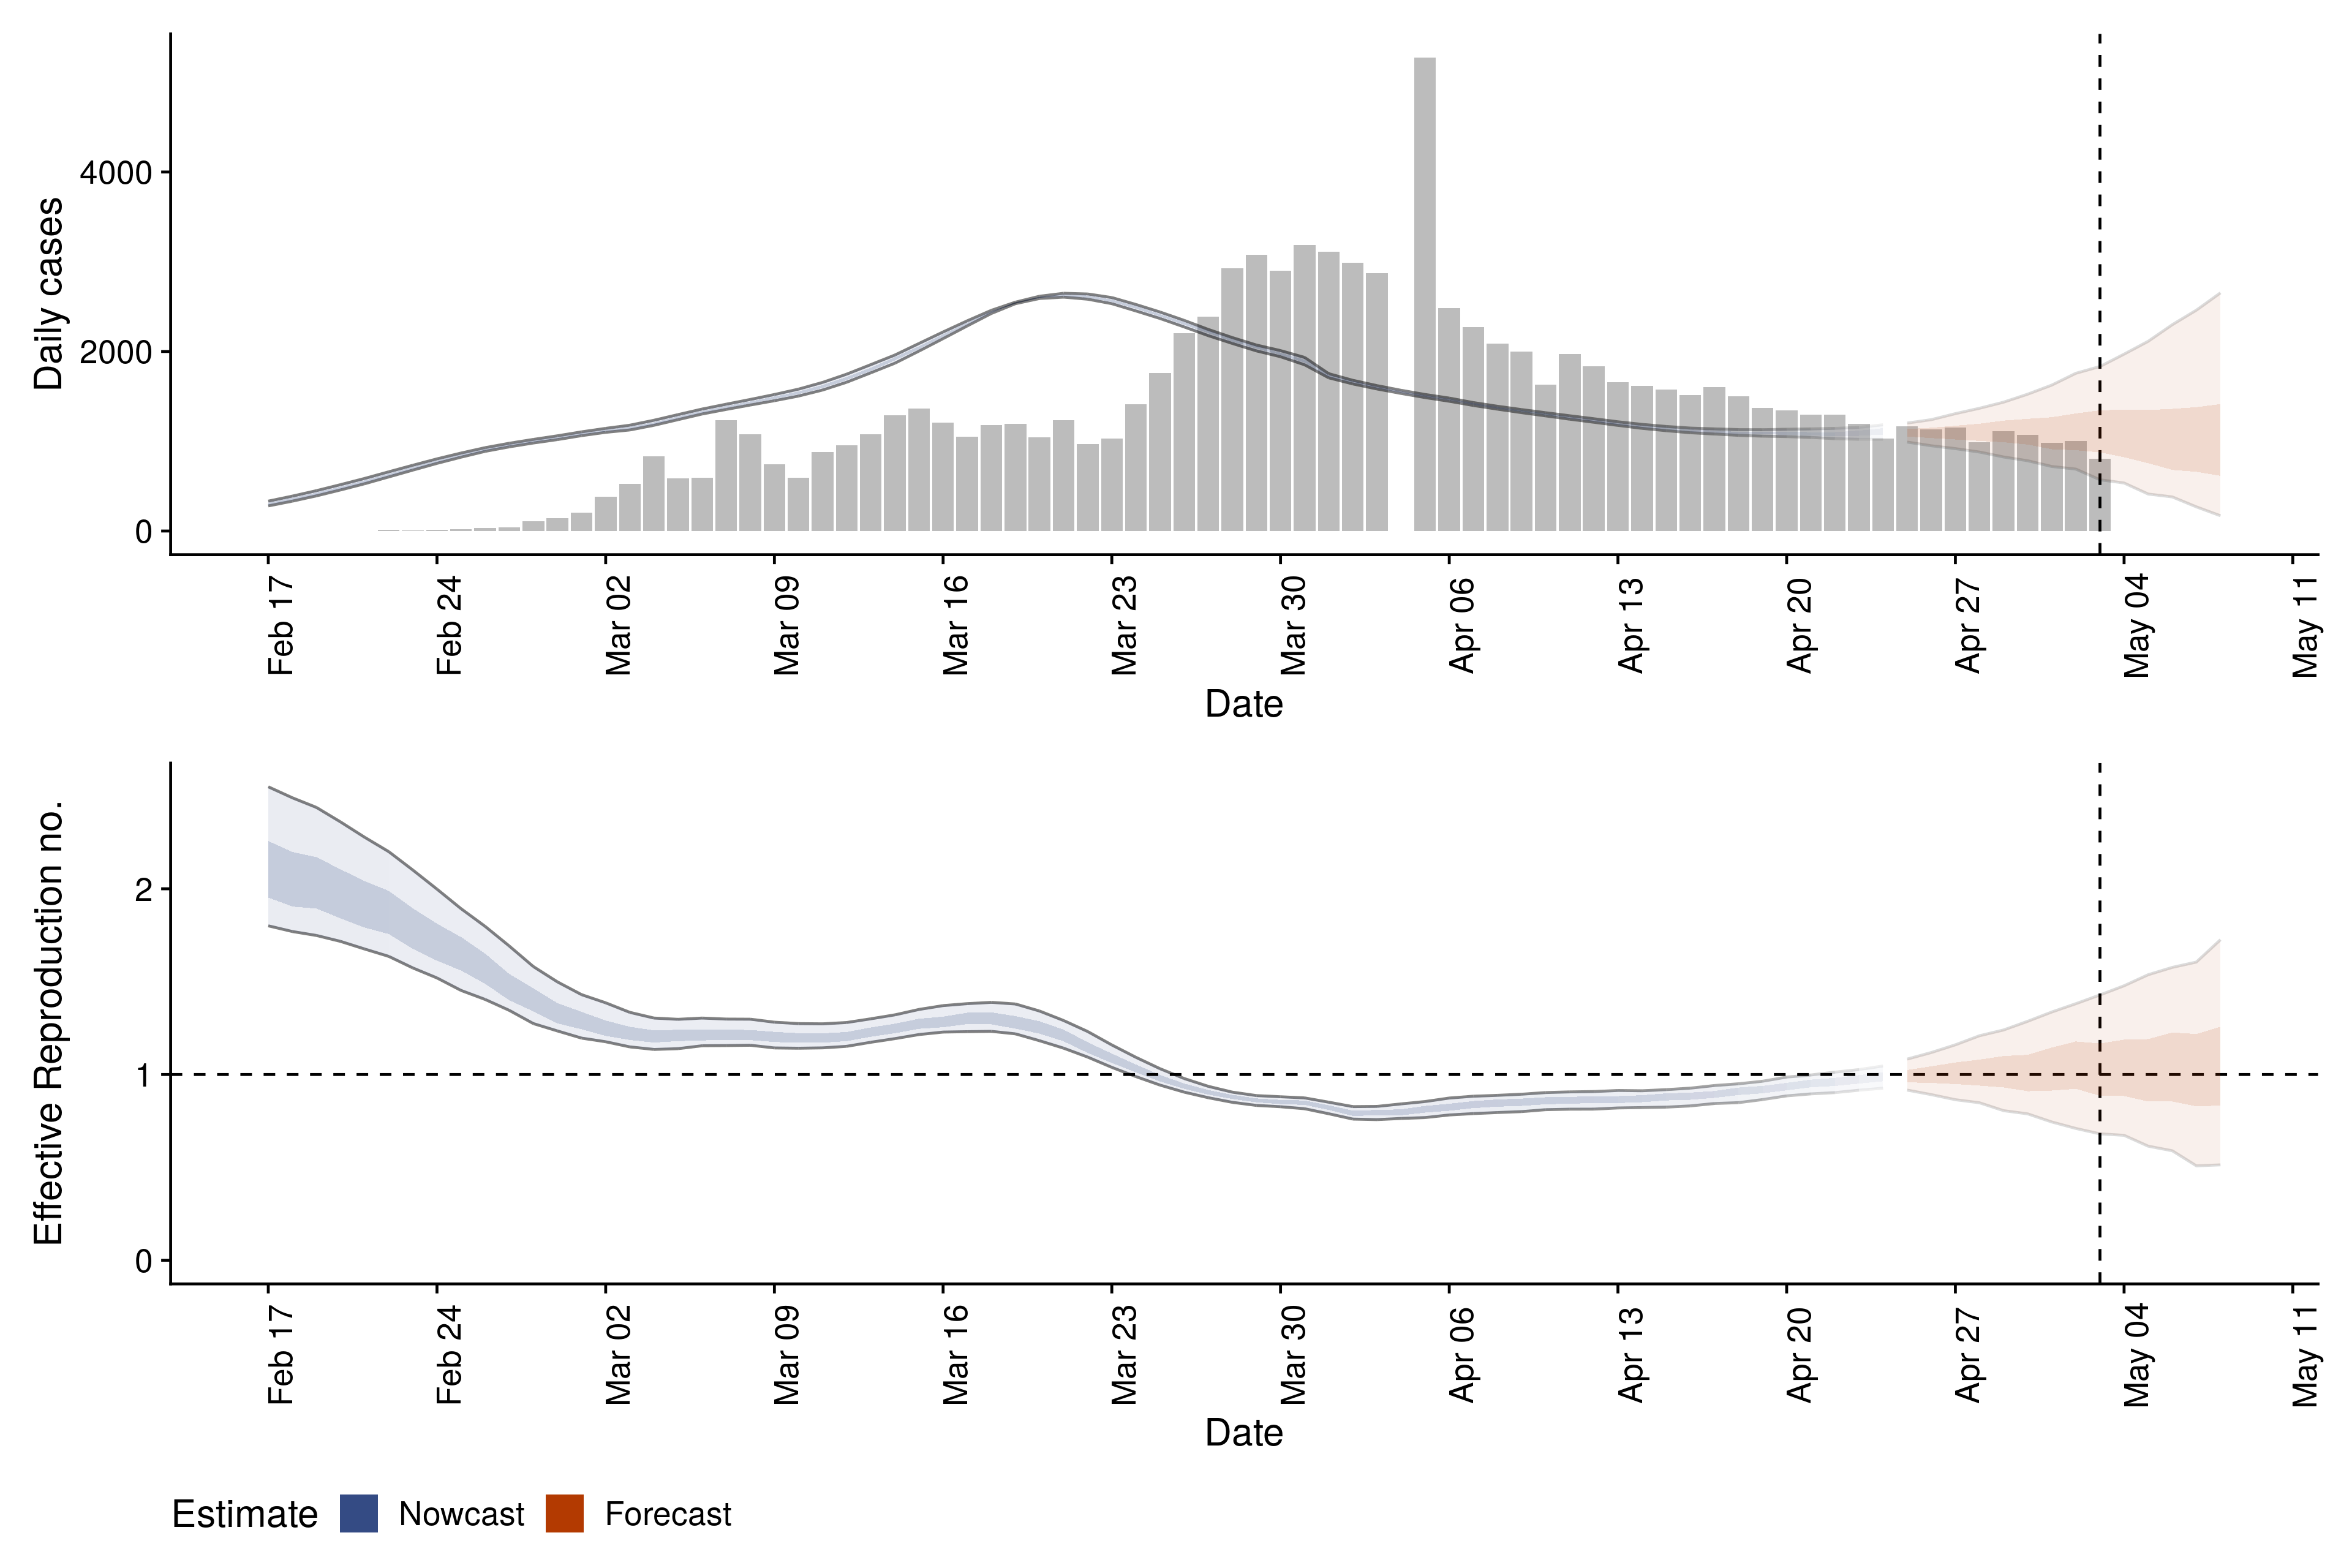 Daily cases
4000
2000
0
Feb 17
Feb 24
Mar 02
Mar 09
Mar 16
Mar 23
Mar 30
Apr 06
Apr 13
Apr 20
Apr 27
May 04
May 11
Date
Effective Reproduction no.
2
1
0
Feb 17
Feb 24
Mar 02
Mar 09
Mar 16
Mar 23
Mar 30
Apr 06
Apr 13
Apr 20
Apr 27
May 04
May 11
Date
Estimate Nowcast Forecast